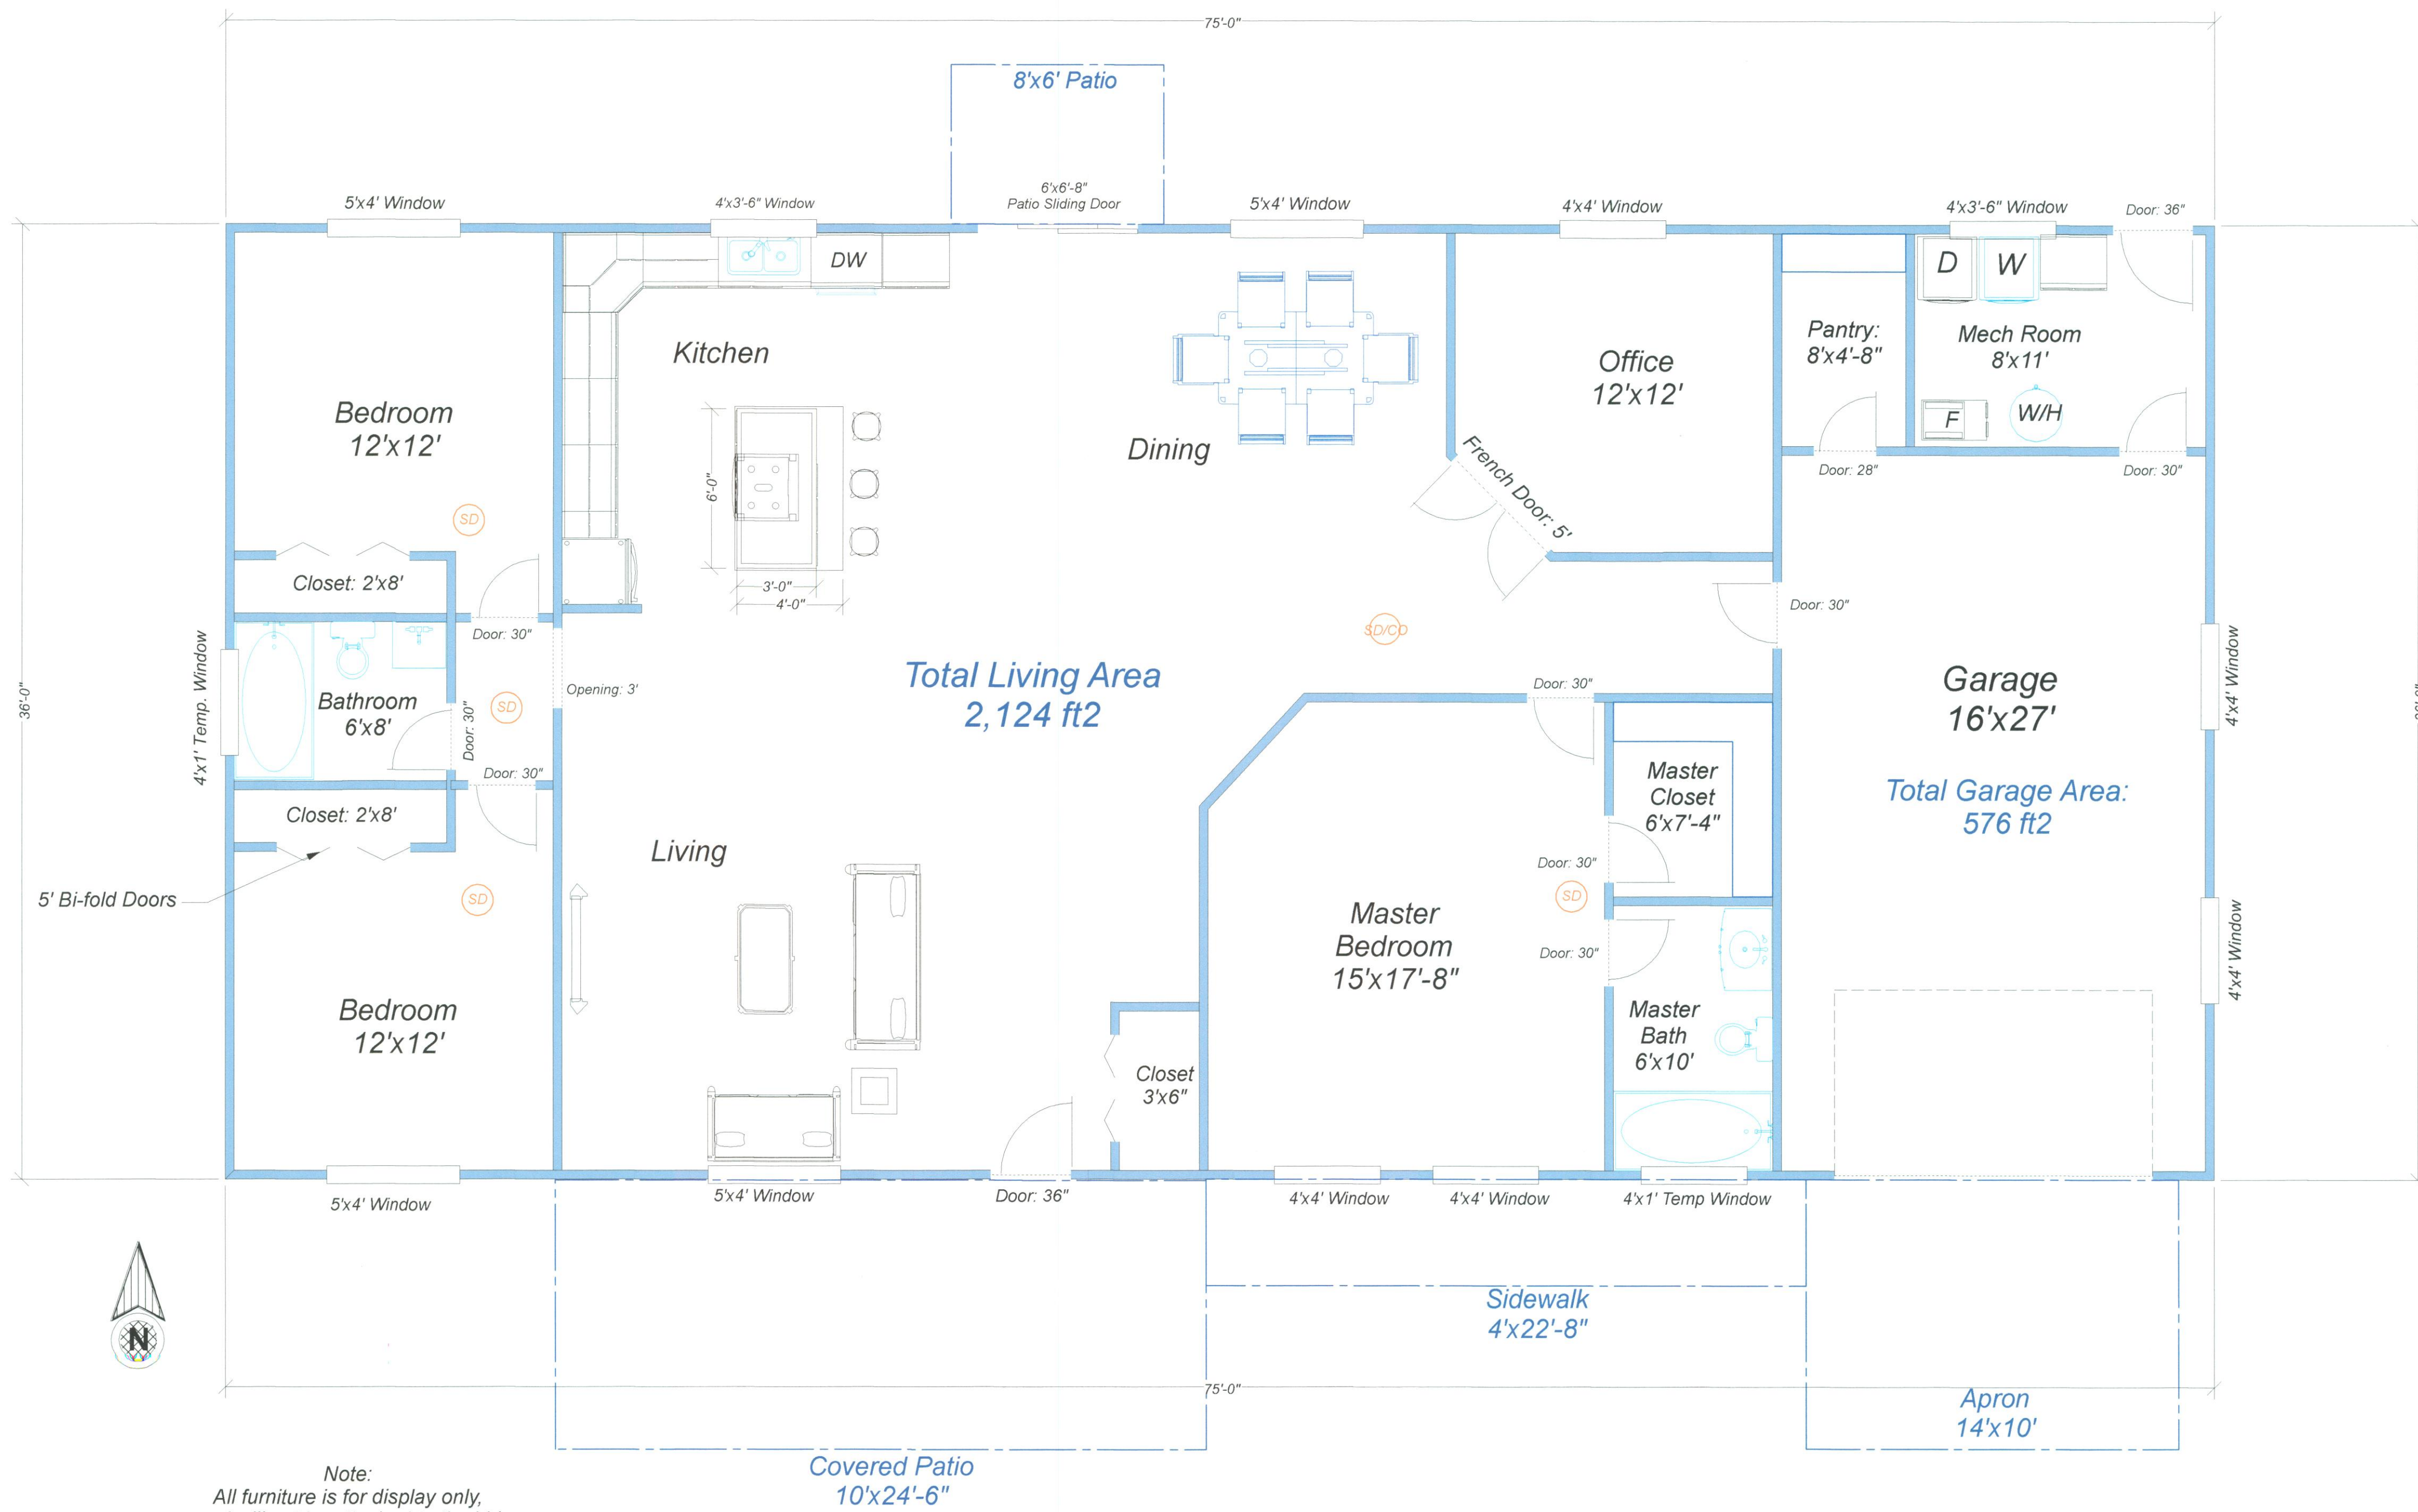 75'-0"
8'x6' Patio
5'x4' Window
4'x3'-6" Window
6'x6'-8"
Patio Sliding Door
5'x4' Window
4'x4' Window
4'x3'-6" Window
Door: 36"
DW
D
W
Kitchen
Pantry:
8'x4'-8"
Mech Room
8'x11'
Office
12'x12'
Bedroom
12'x12'
F
W/H
Dining
French Door: 5'
Door: 28"
Door: 30"
6'-0"
SD
Closet: 2'x8'
3'-0"
4'-0"
Door: 30"
Door: 30"
SD/CO
4'x1' Temp. Window
Bathroom
6'x8'
Door: 30"
SD
Opening: 3'
Total Living Area
2,124 ft2
Door: 30"
Garage
16'x27'
4'x4' Window
36'-0"
Door: 30"
Master
Closet
6'x7'-4"
Total Garage Area:
576 ft2
Closet: 2'x8'
Living
Door: 30"
SD
5' Bi-fold Doors
SD
Master
Bedroom
15'x17'-8"
Door: 30"
4'x4' Window
Bedroom
12'x12'
Master
Bath
6'x10'
Closet
3'x6"
5'x4' Window
5'x4' Window
Door: 36"
4'x4' Window
4'x4' Window
4'x1' Temp Window
N
Sidewalk
4'x22'-8"
75'-0"
Apron
14'x10'
Covered Patio
10'x24'-6"
Note:
All furniture is for display only,